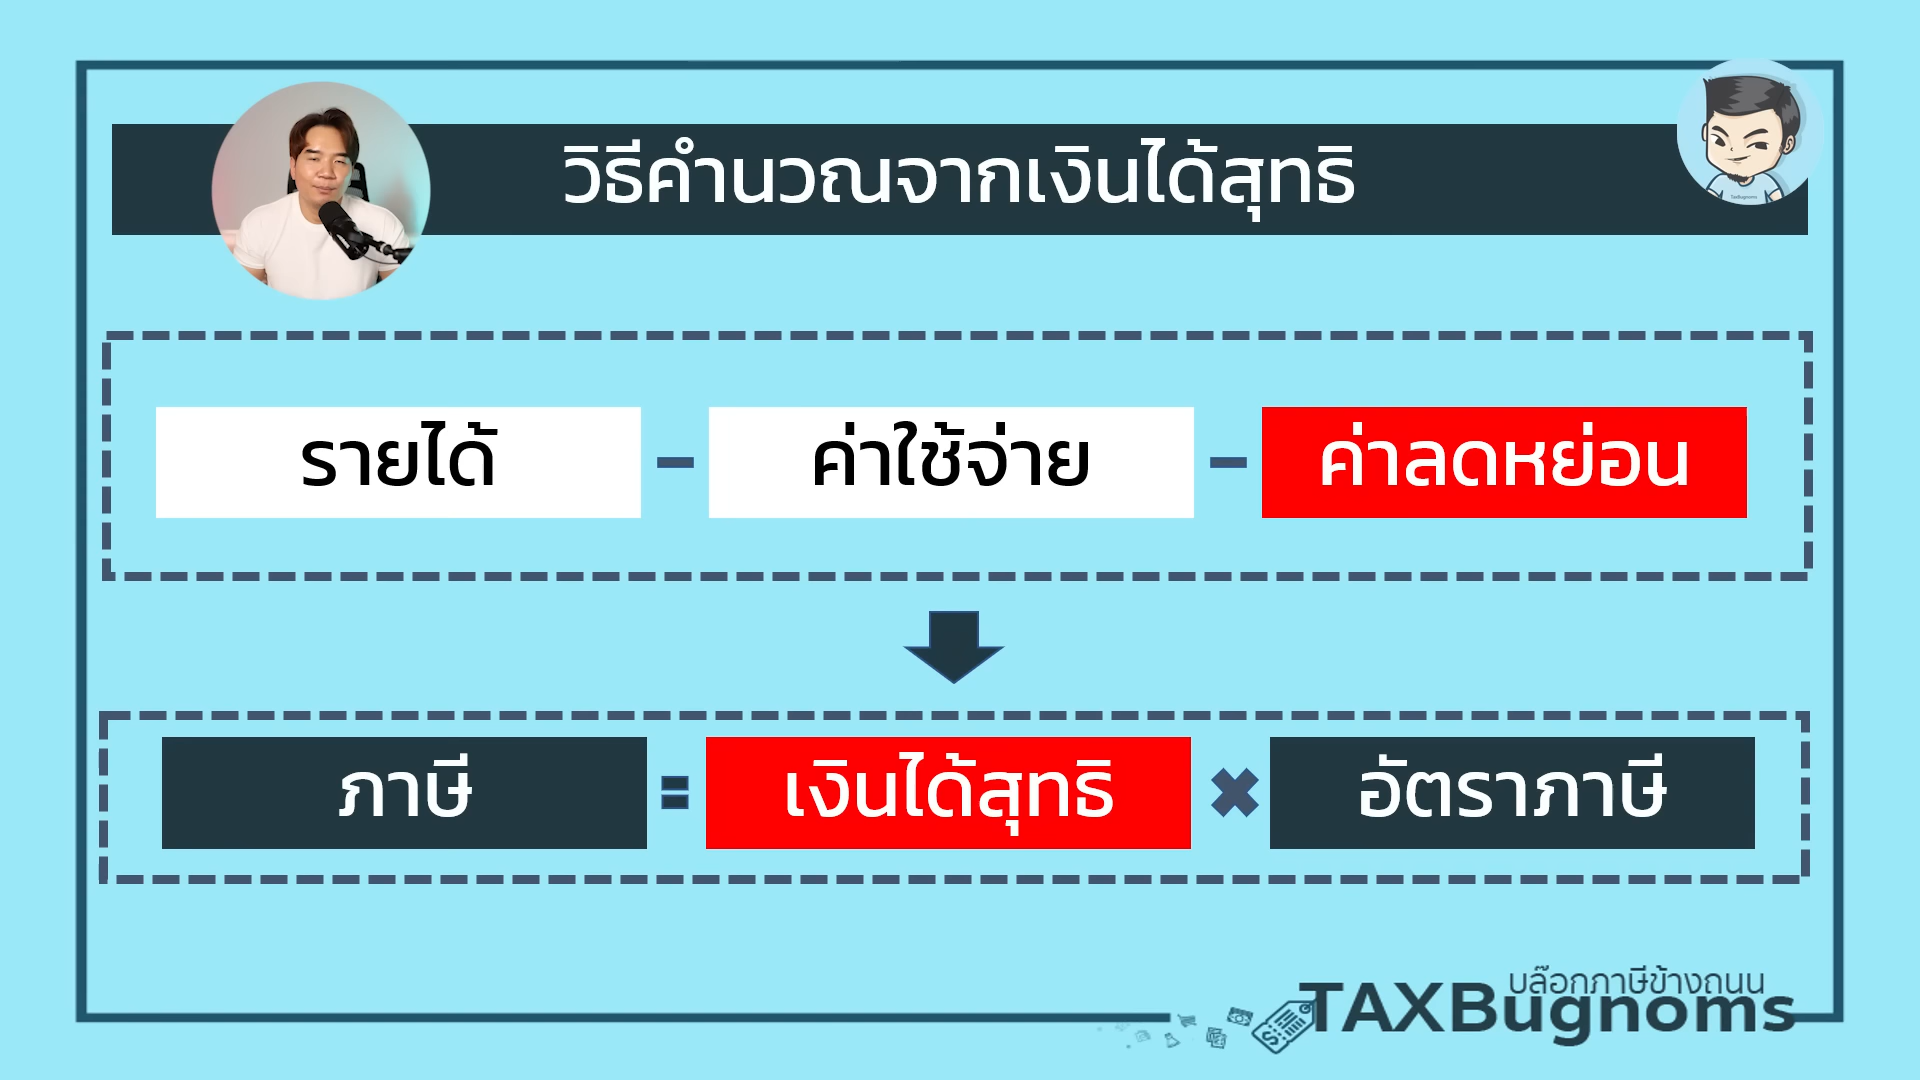 วิธีคำนวณจากเงินได้สุทธิ
รายได้ - ค่าใช้จ่าย - ค่าลดหย่อน
ภาษี = เงินได้สุทธิ × อัตราภาษี
บล๊อกภาษีข้างถนน
TAXBugnoms